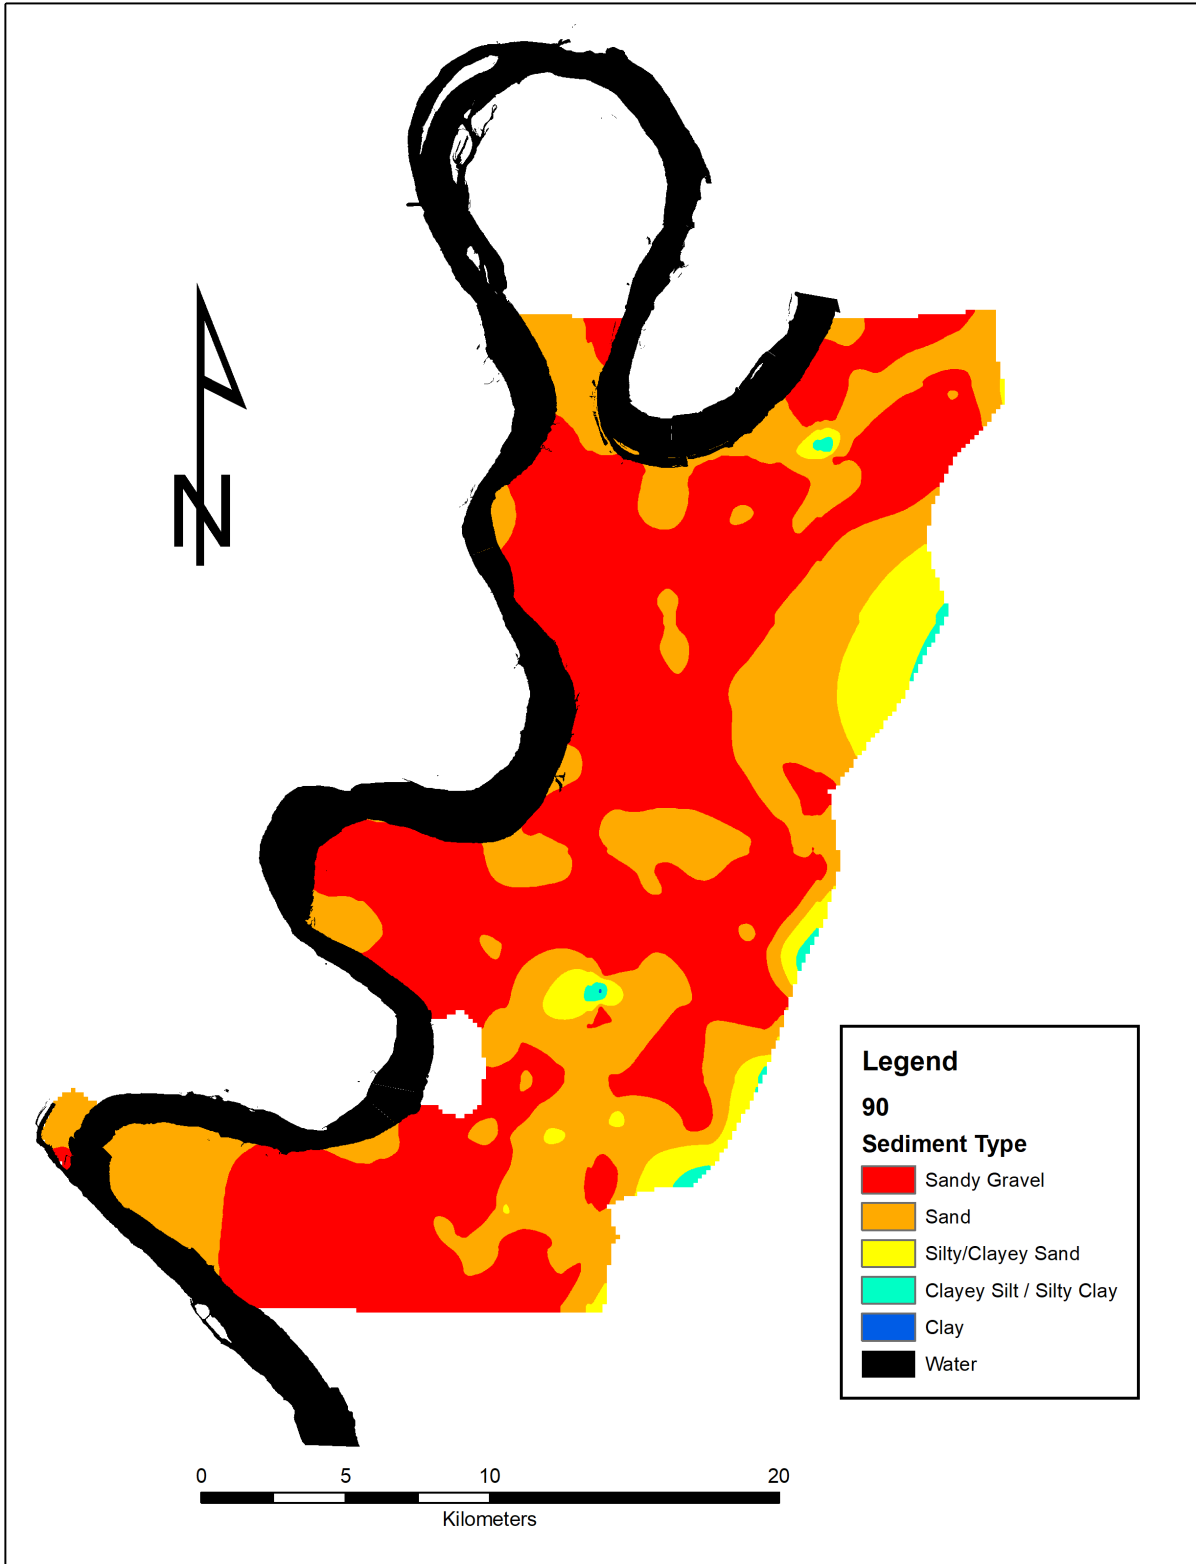 N
Legend
90
Sediment Type
Sandy Gravel
Sand
Silty/Clayey Sand
Clayey Silt / Silty Clay
Clay
Water
0 5 10 20
Kilometers